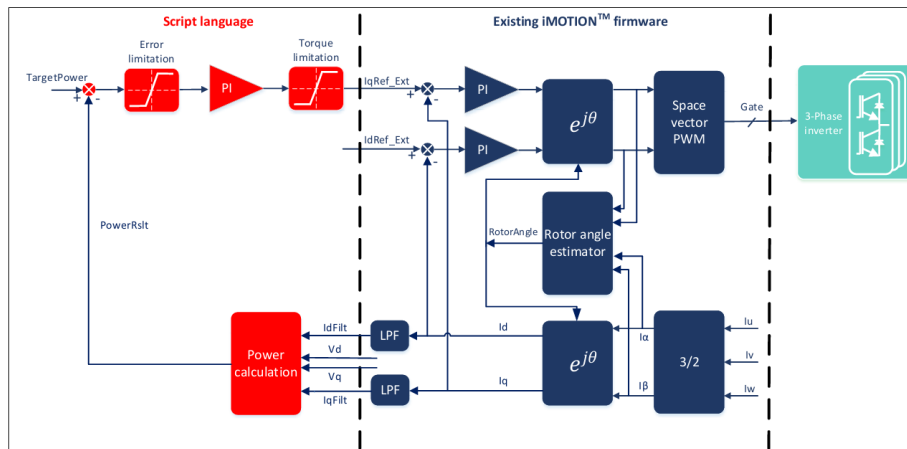 Script language
Existing iMOTION™ firmware
Error
limitation
Torque
limitation
TargetPower
+
-
PI
IqRef_Ext
+
-
PI
e^{jθ}
Space
vector
PWM
Gate
3-Phase
inverter
IdRef_Ext
+
-
PI
PowerRslt
RotorAngle
Rotor angle
estimator
Power
calculation
IdFilt
Vd
Vq
IqFilt
LPF
LPF
Id
Iq
e^{jθ}
Iα
Iβ
3/2
Iu
Iv
Iw